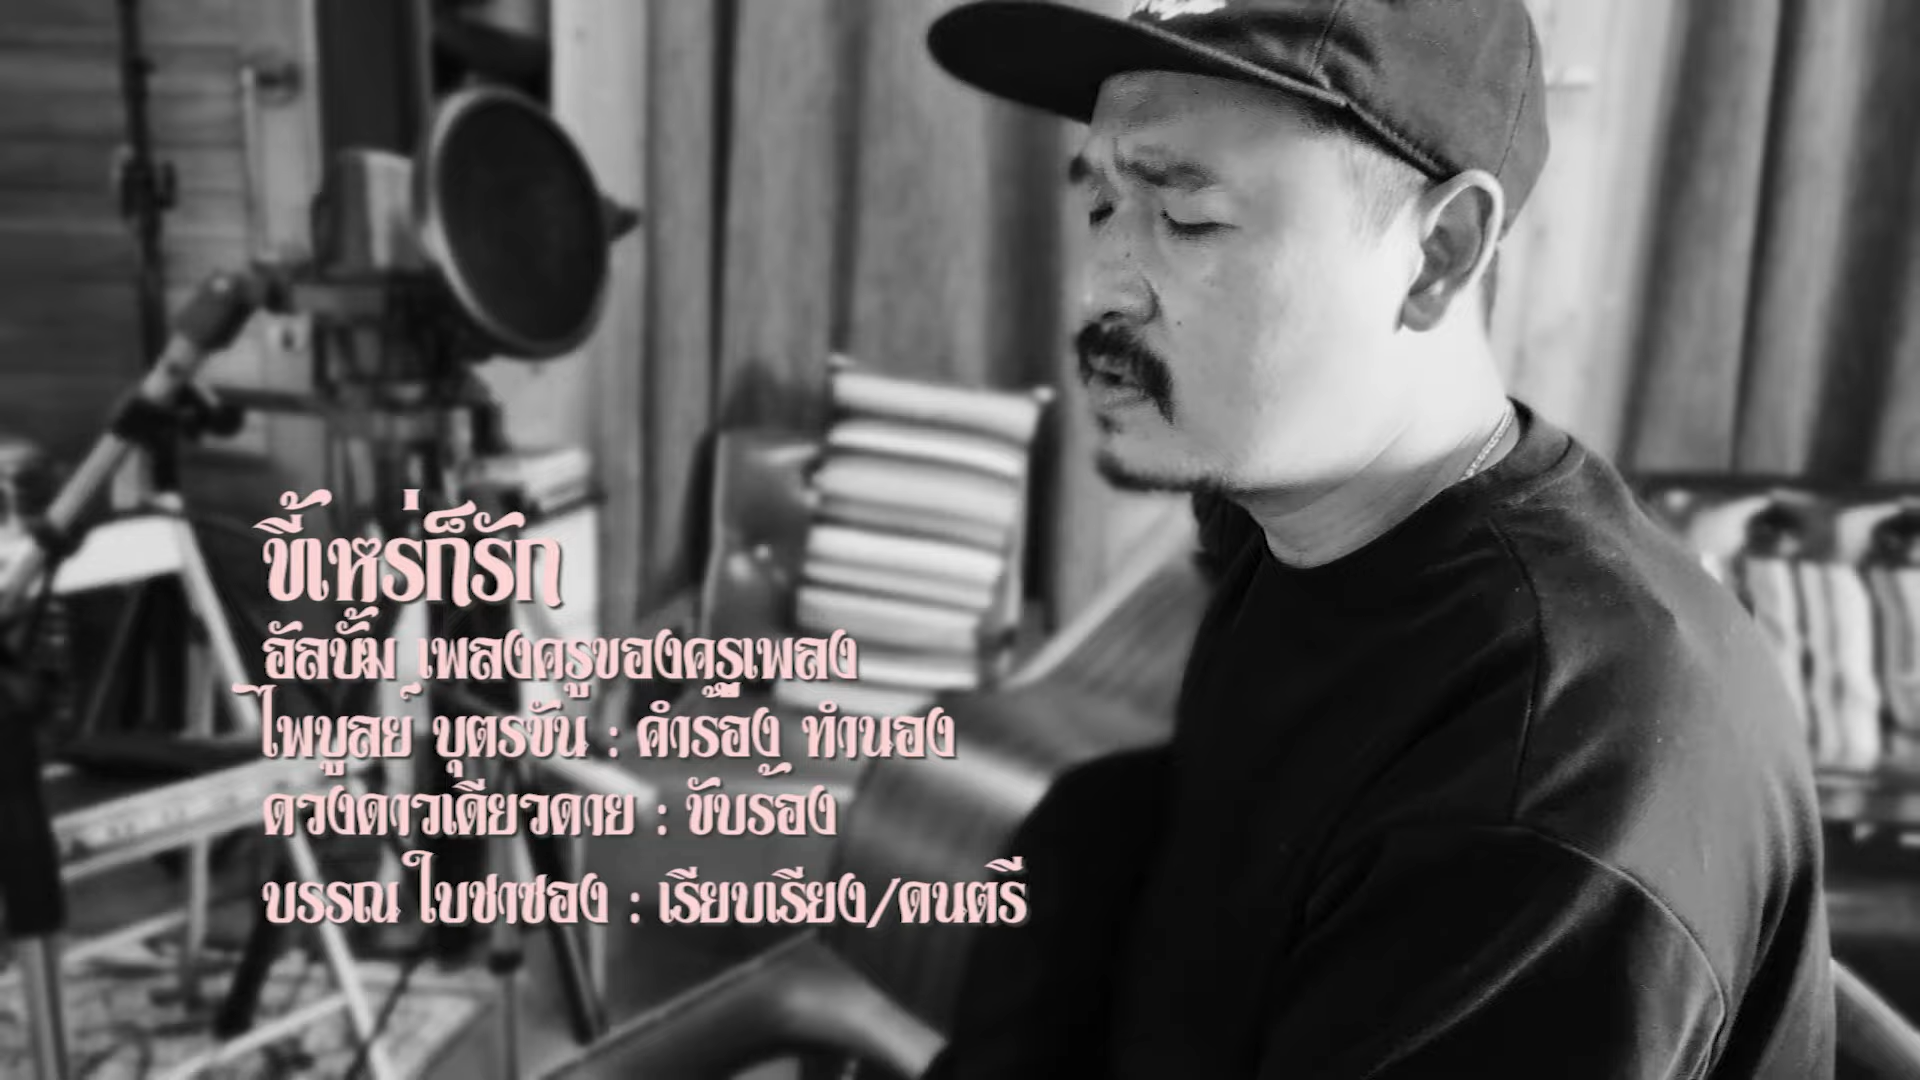 ขี้เหร่ก็รัก
อัลบั้ม เพลงครูของครูเพลง
ไพบูลย์ บุตรขัน : คำร้อง ทำนอง
ดวงดาวเดียวดาย : ขับร้อง
บรรณ ใบชาซอง : เรียบเรียง/ดนตรี